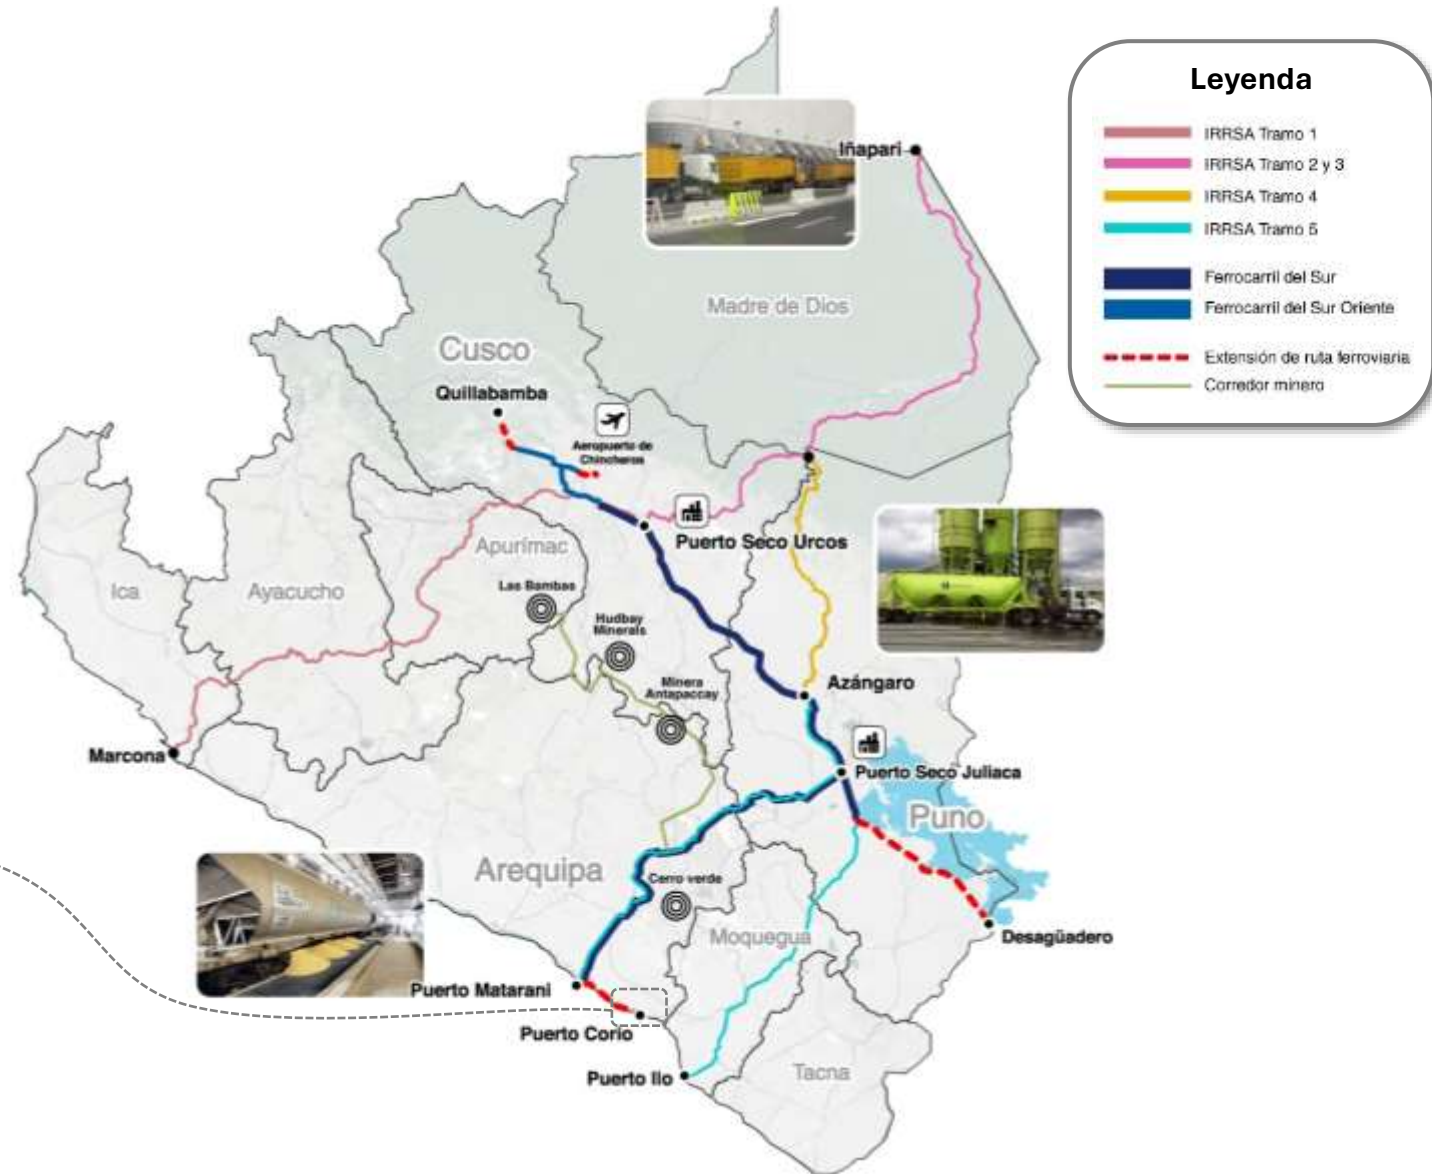 Leyenda
IRRSA Tramo 1
IRRSA Tramo 2 y 3
IRRSA Tramo 4
IRRSA Tramo 5
Ferrocarril del Sur
Ferrocarril del Sur Oriente
Extensión de ruta ferroviaria
Corredor minero
Iñapari
Madre de Dios
Cusco
Quillabamba
Aeropuerto de
Chincheros
Puerto Seco Urcos
Apurímac
Ica
Ayacucho
Las Bambas
Hudbay
Minerals
Minera
Antapaccay
Azángaro
Marcona
Puerto Seco Juliaca
Puno
Arequipa
Cerro verde
Moquegua
Desagüadero
Puerto Matarani
Puerto Corío
Puerto Ilo
Tacna